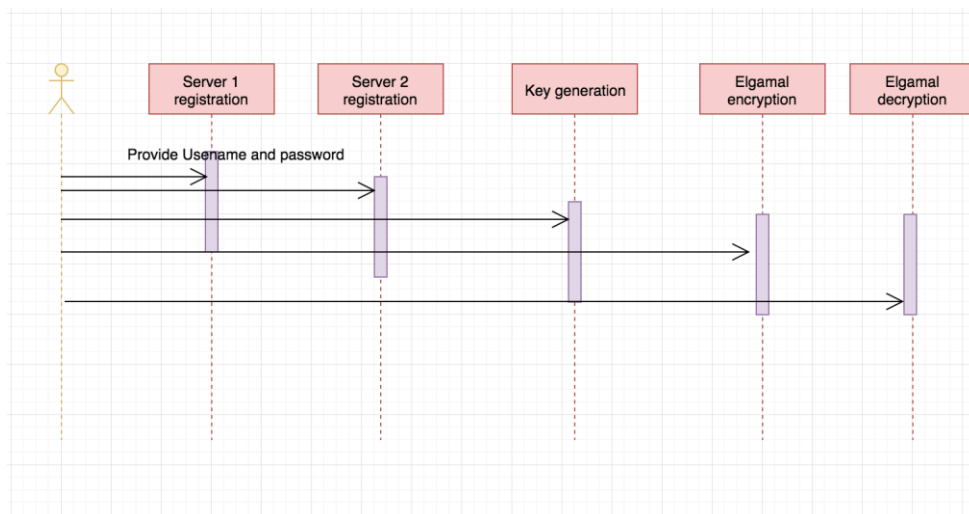 Server 1
registration
Server 2
registration
Key generation
Elgamal
encryption
Elgamal
decryption
Provide Usename and password